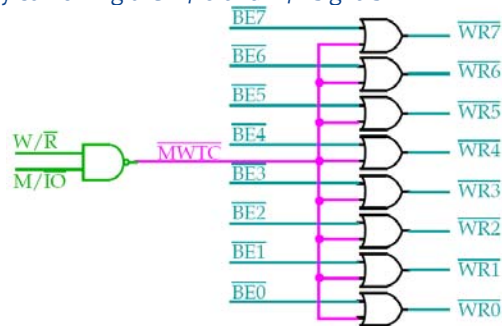 BE7
WR7
BE6
WR6
BE5
WR5
W/R
BE4
MWTC
WR4
M/IO
BE3
WR3
BE2
WR2
BE1
WR1
BE0
WR0